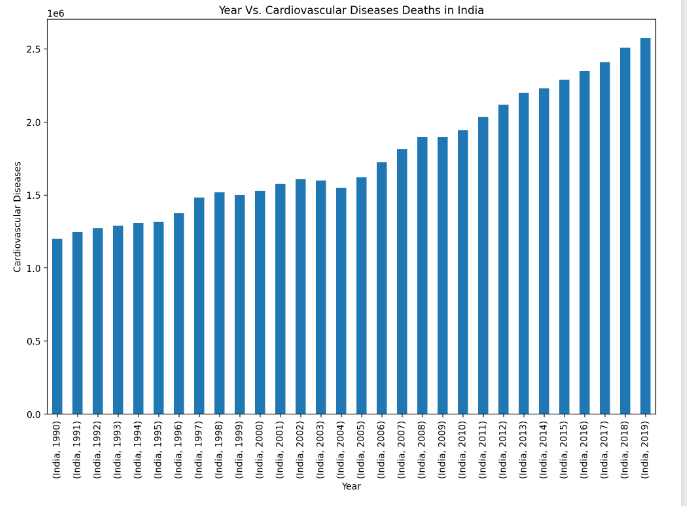 Year Vs. Cardiovascular Diseases Deaths in India
1e6
2.5
2.0
1.5
1.0
0.5
0.0
Cardiovascular Diseases
(India, 1990)
(India, 1991)
(India, 1992)
(India, 1993)
(India, 1994)
(India, 1995)
(India, 1996)
(India, 1997)
(India, 1998)
(India, 1999)
(India, 2000)
(India, 2001)
(India, 2002)
(India, 2003)
(India, 2004)
(India, 2005)
(India, 2006)
(India, 2007)
(India, 2008)
(India, 2009)
(India, 2010)
(India, 2011)
(India, 2012)
(India, 2013)
(India, 2014)
(India, 2015)
(India, 2016)
(India, 2017)
(India, 2018)
(India, 2019)
Year